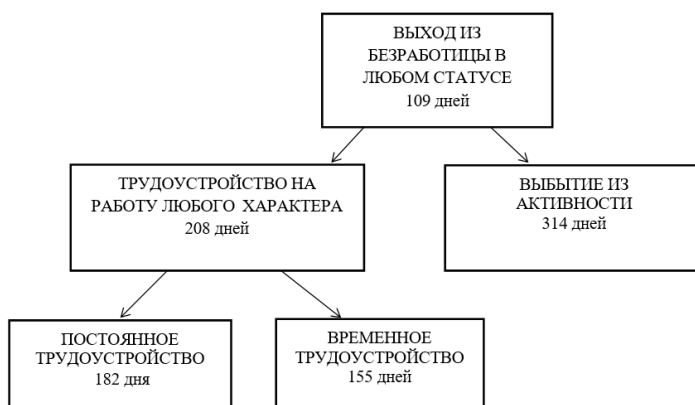 ВЫХОД ИЗ
БЕЗРАБОТИЦЫ В
ЛЮБОМ СТАТУСЕ
109 дней
ТРУДОУСТРОЙСТВО НА
РАБОТУ ЛЮБОГО ХАРАКТЕРА
208 дней
ВЫБЫТИЕ ИЗ
АКТИВНОСТИ
314 дней
ПОСТОЯННОЕ
ТРУДОУСТРОЙСТВО
182 дня
ВРЕМЕННОЕ
ТРУДОУСТРОЙСТВО
155 дней